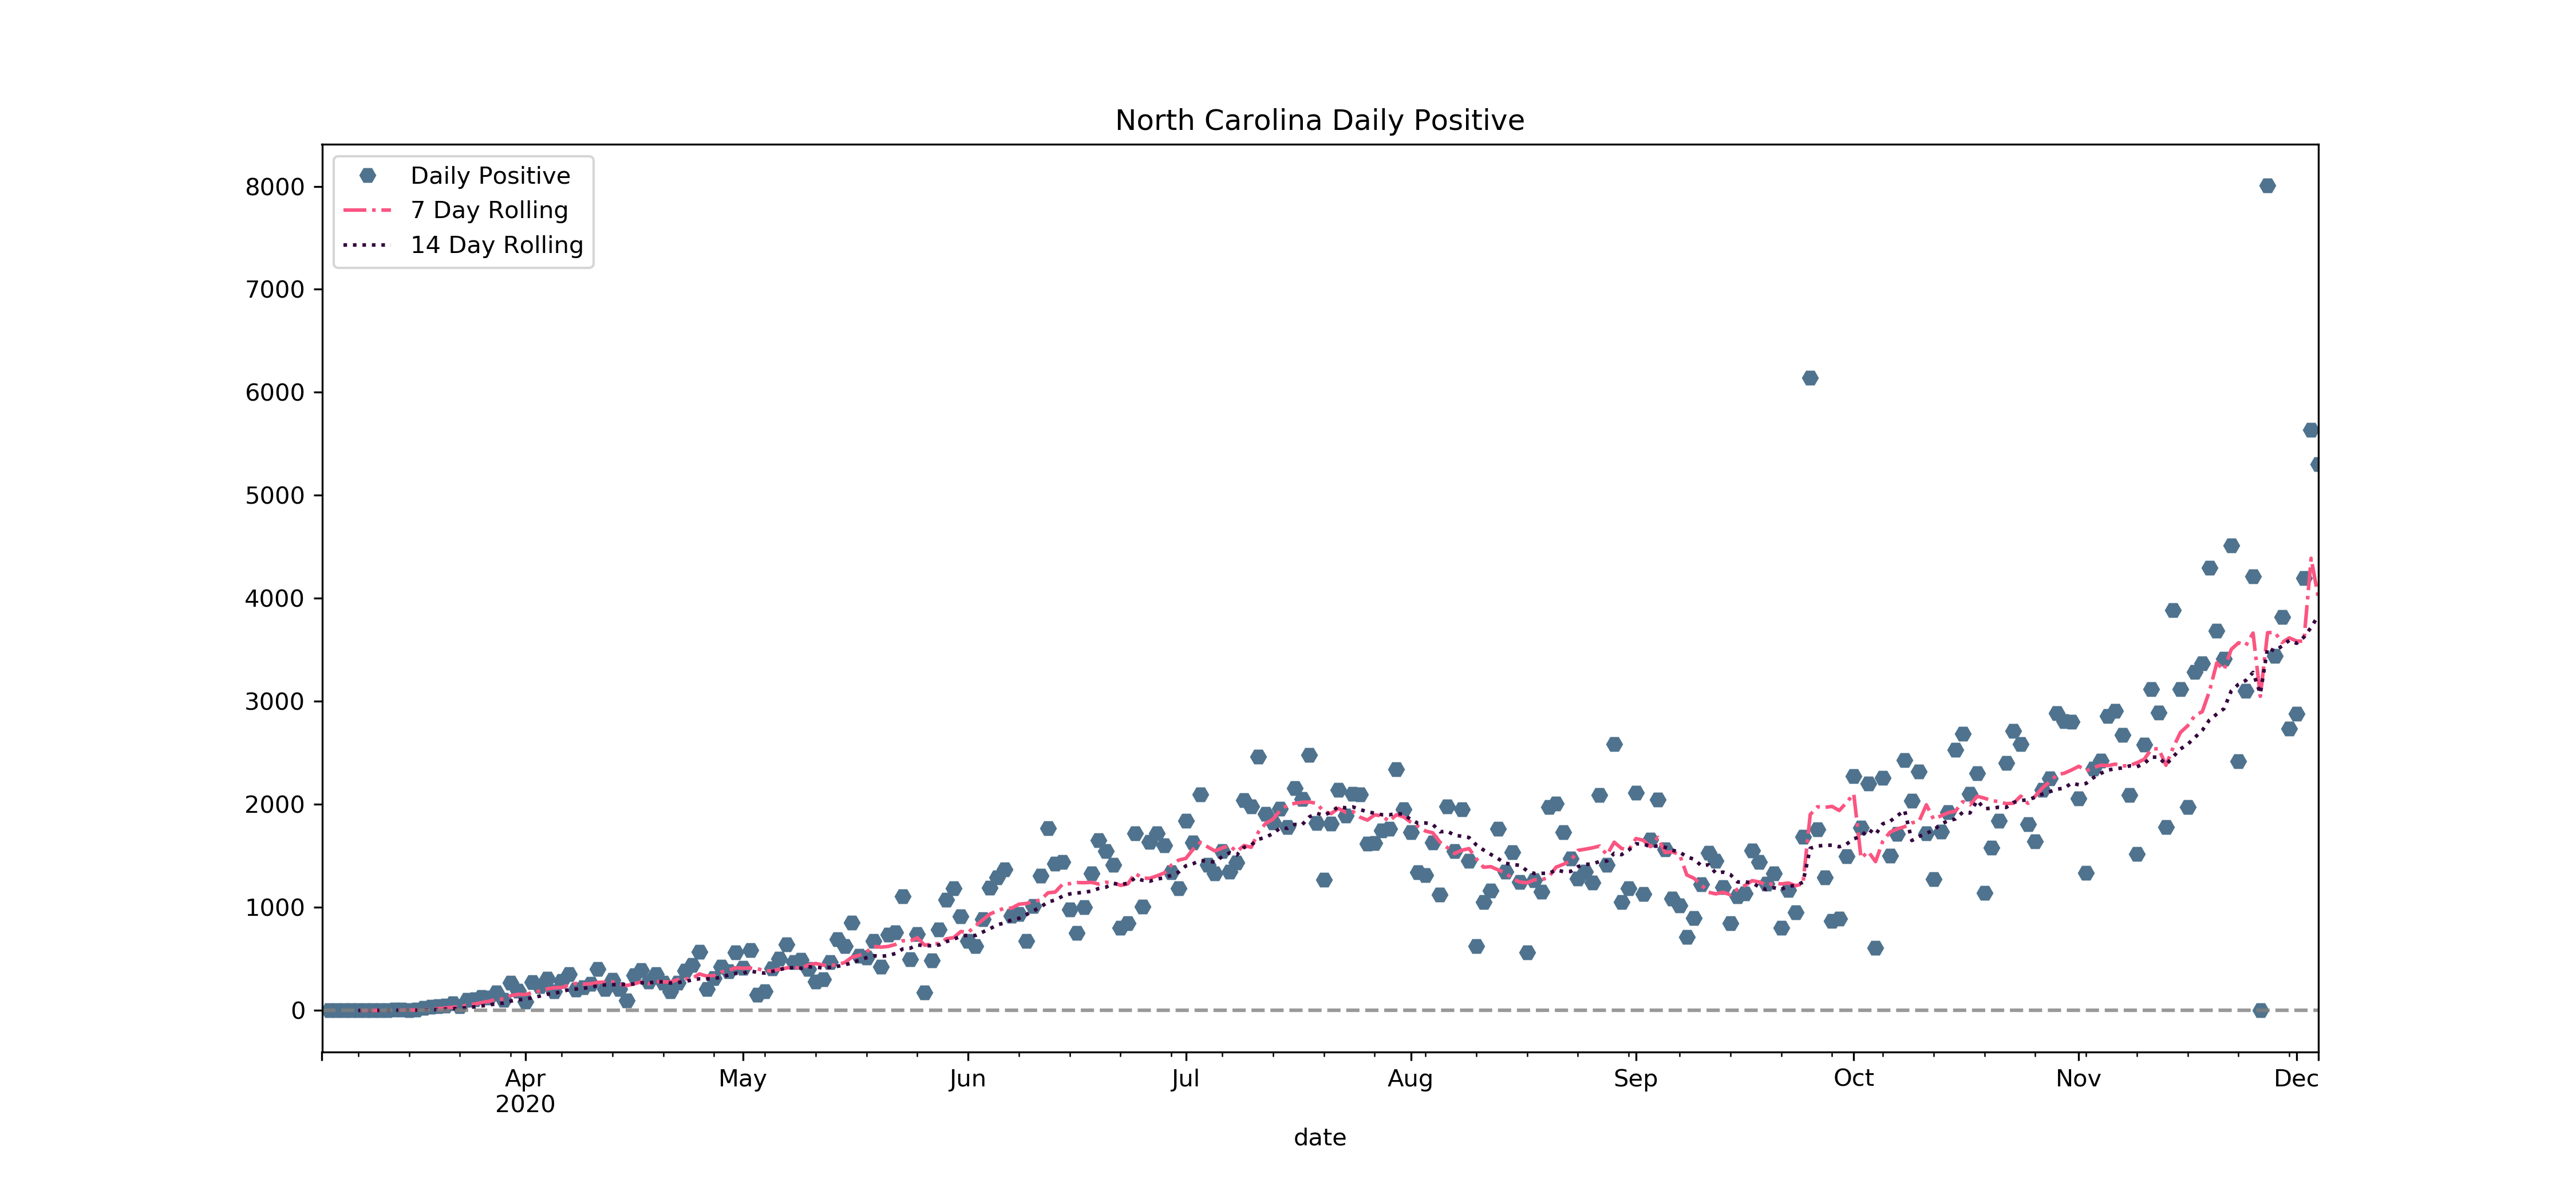 North Carolina Daily Positive
Daily Positive
7 Day Rolling
14 Day Rolling
8000
7000
6000
5000
4000
3000
2000
1000
0
Apr
2020
May
Jun
Jul
Aug
Sep
Oct
Nov
Dec
date